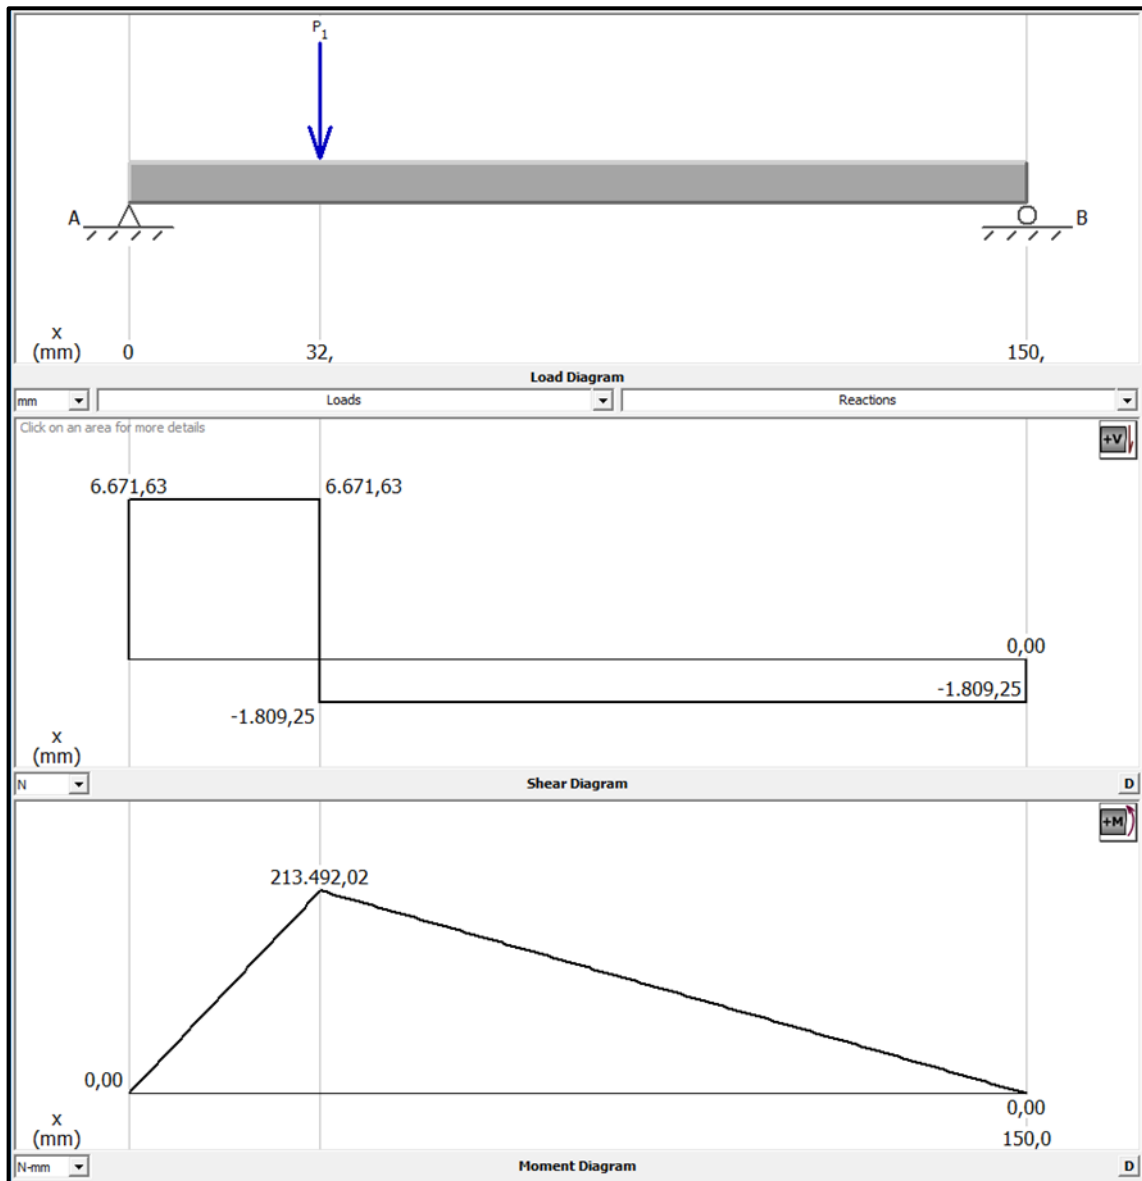 P1
A
B
x
(mm) 0 32, 150,
Load Diagram
mm Loads Reactions
Click on an area for more details
+V
6.671,63 6.671,63
0,00
-1.809,25
-1.809,25
x
(mm)
N Shear Diagram D
+M
213.492,02
0,00
0,00
x
(mm) 150,0
N-mm Moment Diagram D